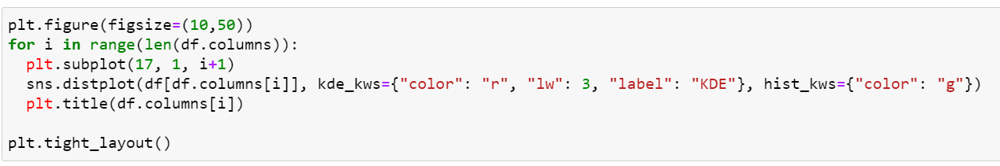 plt.figure(figsize=(10,50))
for i in range(len(df.columns)):
  plt.subplot(17, 1, i+1)
  sns.distplot(df[df.columns[i]], kde_kws={"color": "r", "lw": 3, "label": "KDE"}, hist_kws={"color": "g"})
  plt.title(df.columns[i])

plt.tight_layout()